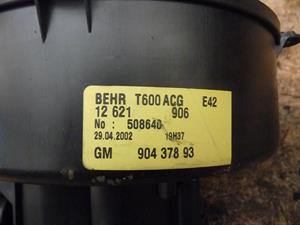 BEHR T600 ACG E42
12 621 906
No : 508640
29.04.2002 19H37
GM 904 378 93